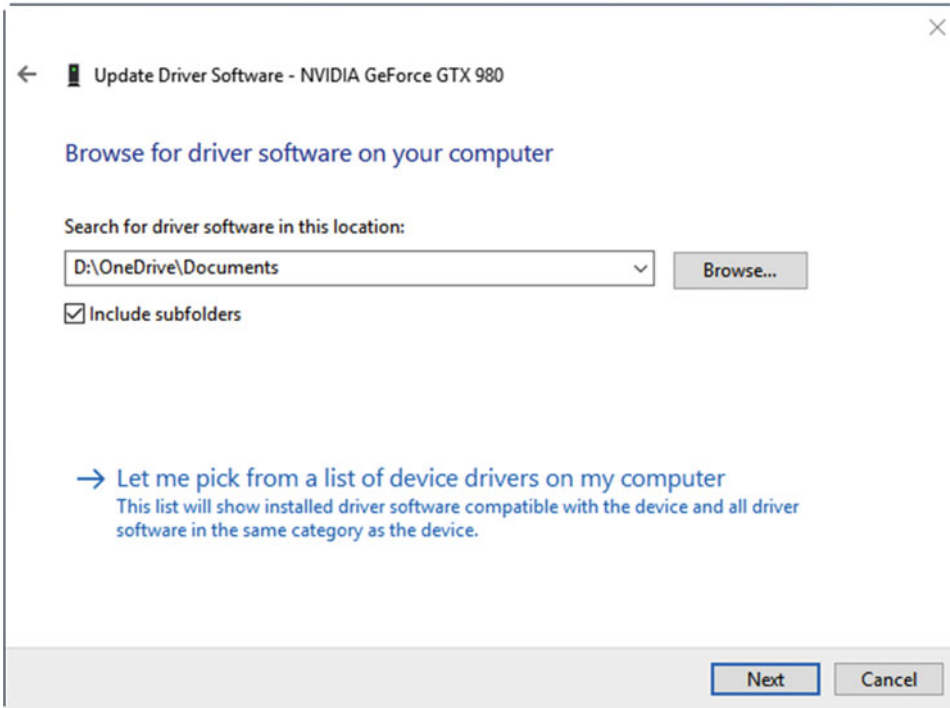 Update Driver Software - NVIDIA GeForce GTX 980
Browse for driver software on your computer
Search for driver software in this location:
D:\OneDrive\Documents
Browse...
Include subfolders
Let me pick from a list of device drivers on my computer
This list will show installed driver software compatible with the device and all driver
software in the same category as the device.
Next
Cancel